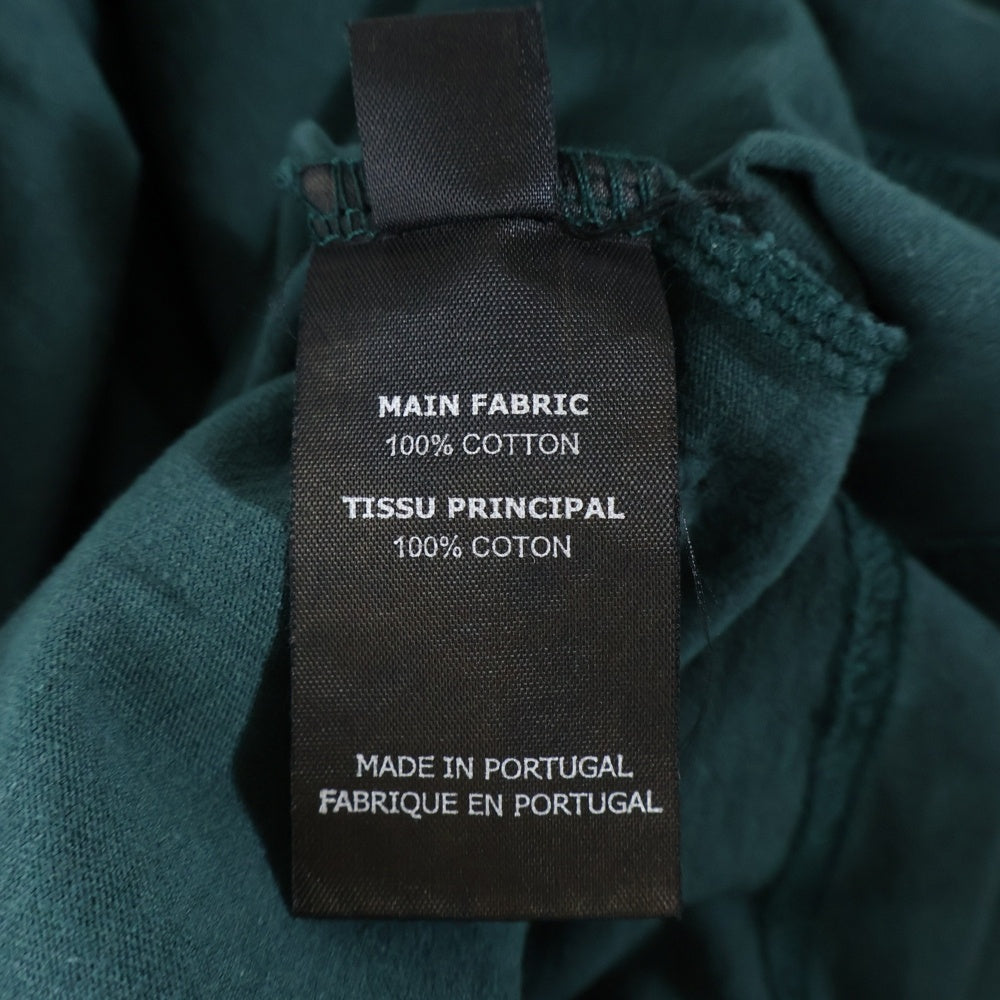 MAIN FABRIC
100% COTTON
TISSU PRINCIPAL
100% COTON
MADE IN PORTUGAL
FABRIQUE EN PORTUGAL